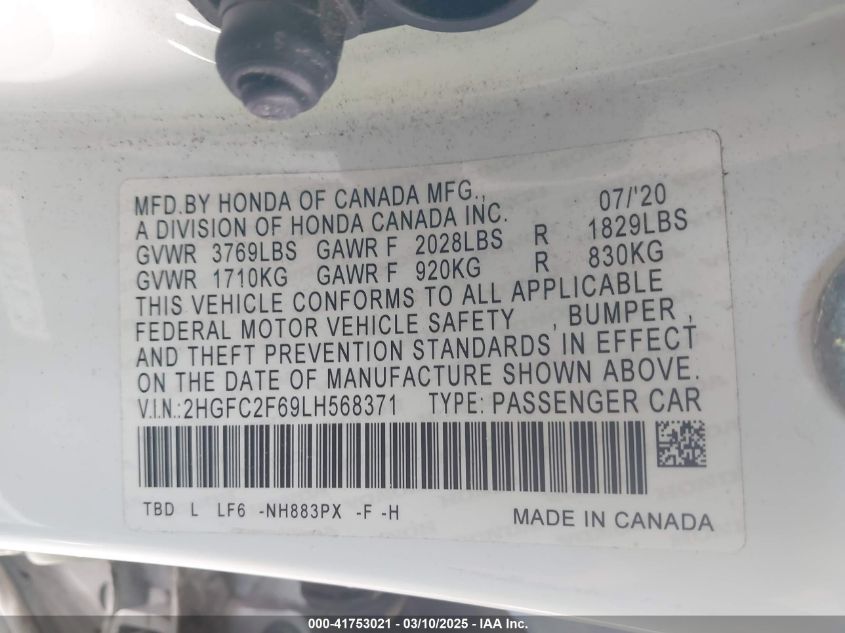 MFD.BY HONDA OF CANADA MFG., 07/'20
A DIVISION OF HONDA CANADA INC.
GVWR 3769LBS GAWR F 2028LBS R 1829LBS
GVWR 1710KG GAWR F 920KG R 830KG
THIS VEHICLE CONFORMS TO ALL APPLICABLE
FEDERAL MOTOR VEHICLE SAFETY , BUMPER ,
AND THEFT PREVENTION STANDARDS IN EFFECT
ON THE DATE OF MANUFACTURE SHOWN ABOVE.
V.I.N.:2HGFC2F69LH568371 TYPE: PASSENGER CAR
TBD L LF6 -NH883PX -F -H
MADE IN CANADA
000-41753021 - 03/10/2025 - IAA Inc.